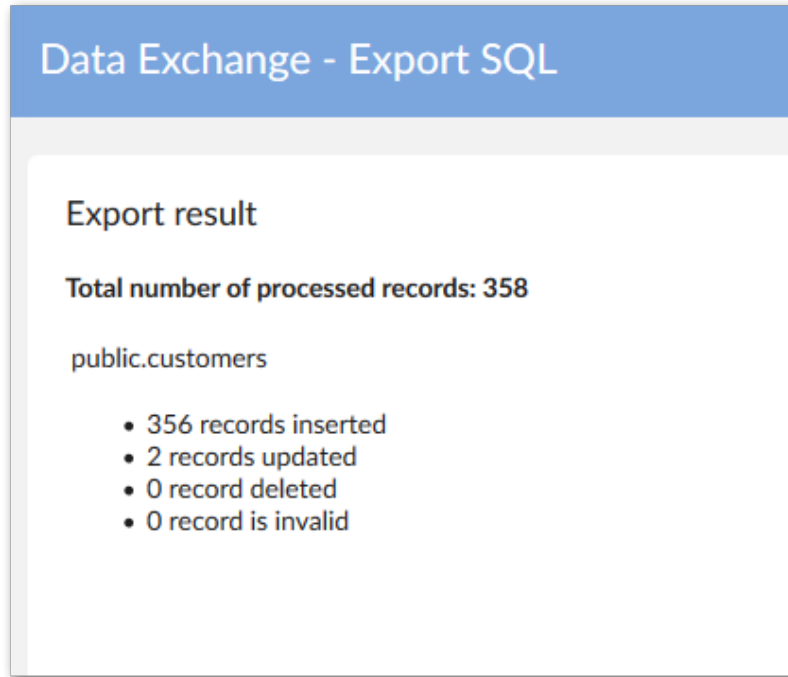 Data Exchange - Export SQL
Export result
Total number of processed records: 358
public.customers
• 356 records inserted
• 2 records updated
• 0 record deleted
• 0 record is invalid